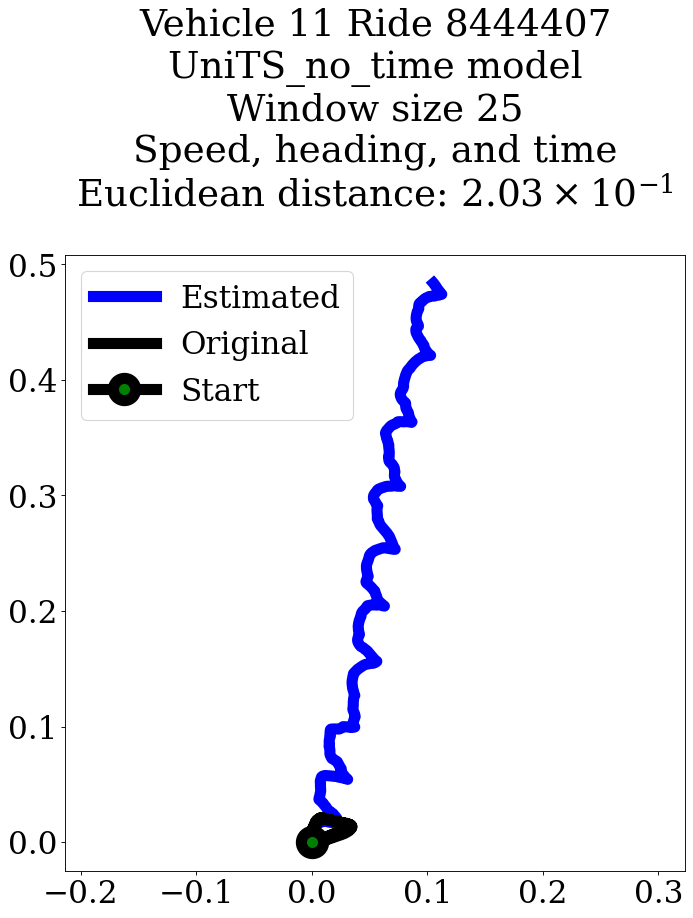 Vehicle 11 Ride 8444407
UniTS_no_time model
Window size 25
Speed, heading, and time
Euclidean distance: 2.03 × 10⁻¹
0.5
Estimated
Original
0.4
Start
0.3
0.2
0.1
0.0
−0.2 −0.1 0.0 0.1 0.2 0.3